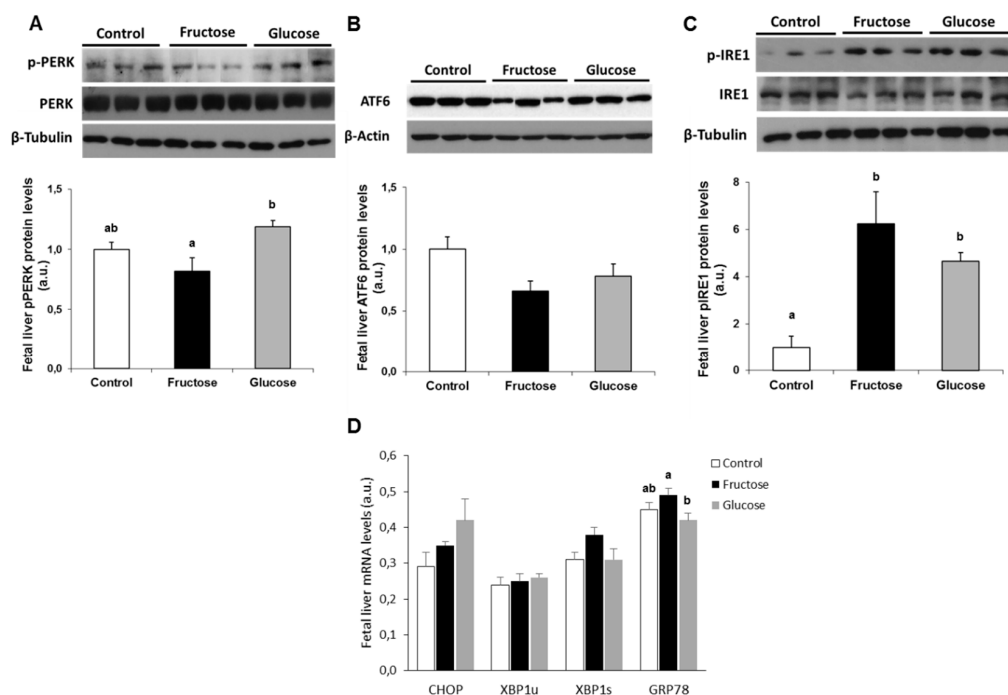 A
Control Fructose Glucose
p-PERK
PERK
β-Tubulin
Fetal liver pPERK protein levels
(a.u.)
1,5
1,0
0,5
0,0
ab
a
b
Control Fructose Glucose
B
Control Fructose Glucose
ATF6
β-Actin
Fetal liver ATF6 protein levels
(a.u.)
1,5
1,0
0,5
0,0
Control Fructose Glucose
C
Control Fructose Glucose
p-IRE1
IRE1
β-Tubulin
Fetal liver pIRE1 protein levels
(a.u.)
8
6
4
2
0
a
b
b
Control Fructose Glucose
D
Fetal liver mRNA levels (a.u.)
0,6
0,5
0,4
0,3
0,2
0,1
0,0
ab
a
b
Control
Fructose
Glucose
CHOP XBP1u XBP1s GRP78